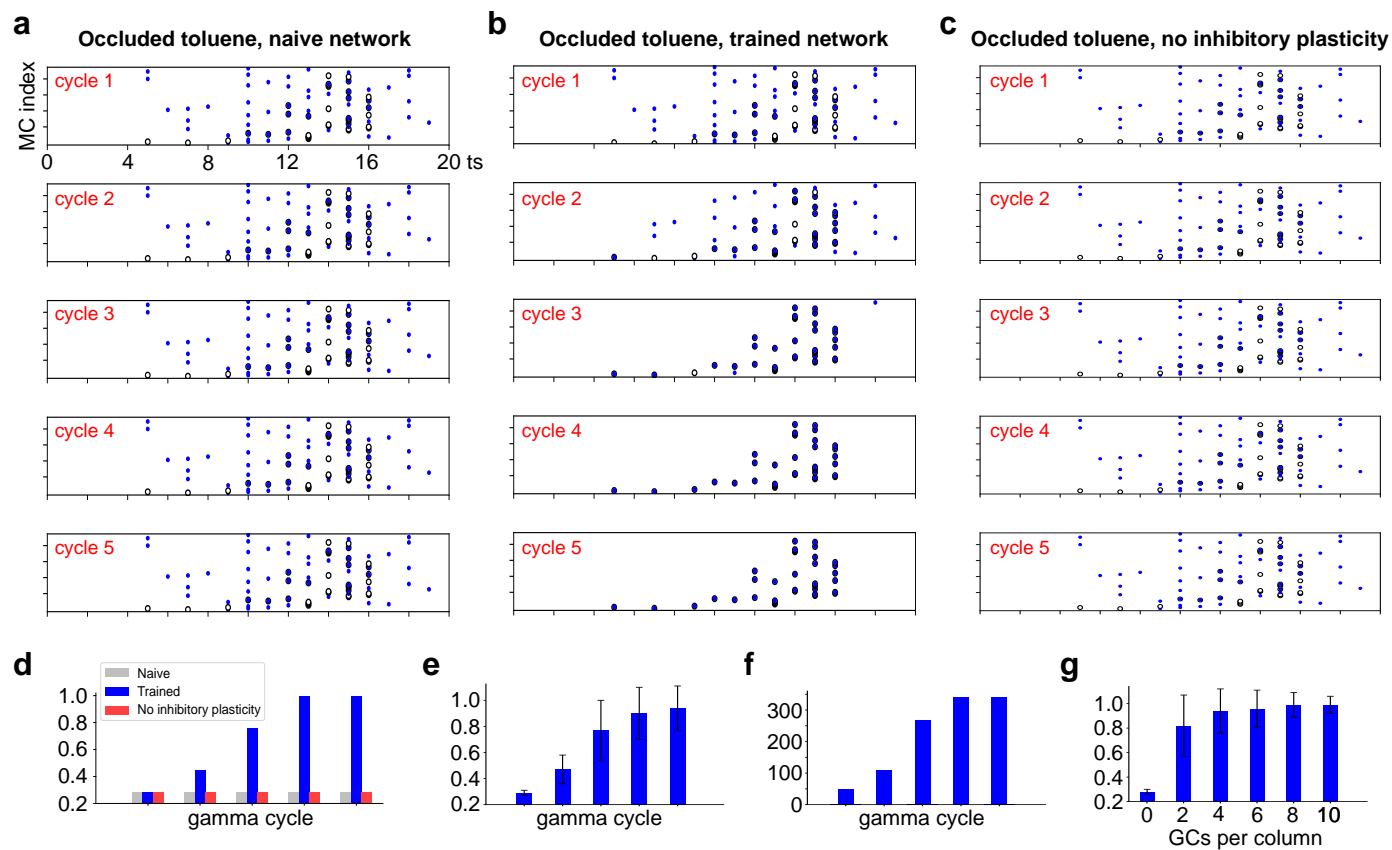 a
Occluded toluene, naive network
MC index
cycle 1
0 4 8 12 16 20 ts
cycle 2
cycle 3
cycle 4
cycle 5
b
Occluded toluene, trained network
cycle 1
cycle 2
cycle 3
cycle 4
cycle 5
c
Occluded toluene, no inhibitory plasticity
cycle 1
cycle 2
cycle 3
cycle 4
cycle 5
d
Naive
Trained
No inhibitory plasticity
1.0
0.8
0.6
0.4
0.2
gamma cycle
e
1.0
0.8
0.6
0.4
0.2
gamma cycle
f
300
200
100
0
gamma cycle
g
1.0
0.8
0.6
0.4
0.2
0 2 4 6 8 10
GCs per column